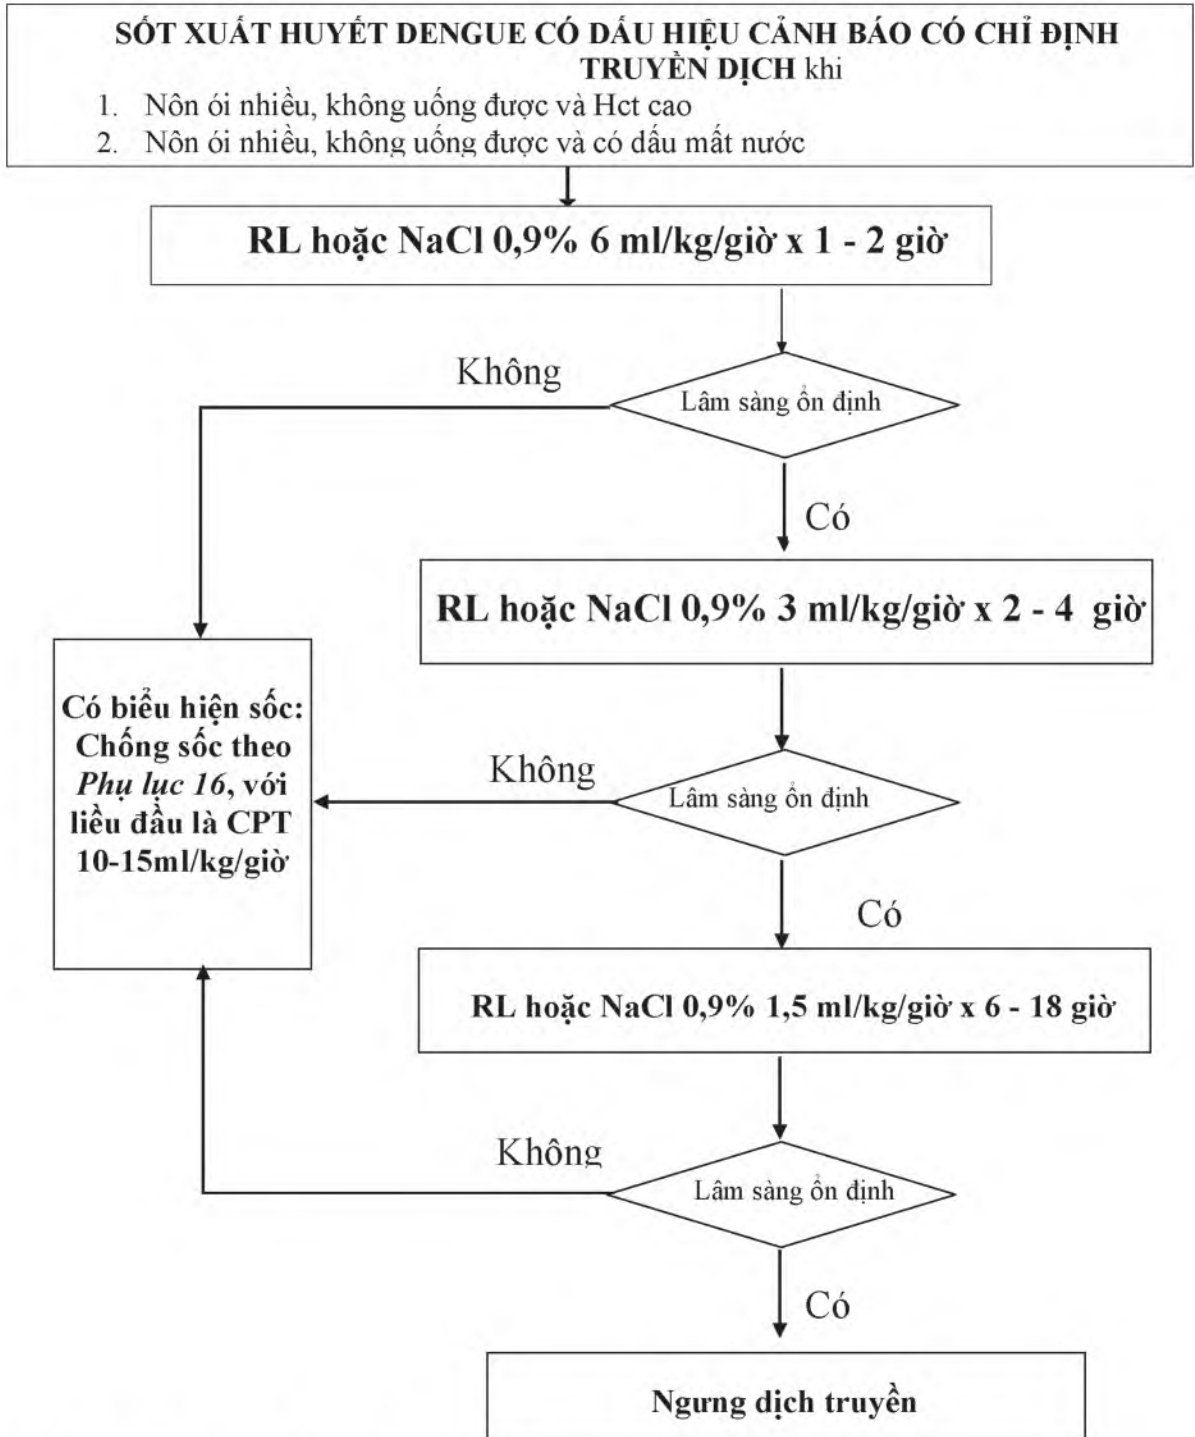 SỐT XUẤT HUYẾT DENGUE CÓ DẤU HIỆU CẢNH BÁO CÓ CHỈ ĐỊNH
TRUYỀN DỊCH khi
1. Nôn ói nhiều, không uống được và Hct cao
2. Nôn ói nhiều, không uống được và có dấu mất nước
RL hoặc NaCl 0,9% 6 ml/kg/giờ x 1 - 2 giờ
Không
Lâm sàng ổn định
Có
RL hoặc NaCl 0,9% 3 ml/kg/giờ x 2 - 4 giờ
Có biểu hiện sốc:
Chống sốc theo
Phụ lục 16, với
liều đầu là CPT
10-15ml/kg/giờ
Không
Lâm sàng ổn định
Có
RL hoặc NaCl 0,9% 1,5 ml/kg/giờ x 6 - 18 giờ
Không
Lâm sàng ổn định
Có
Ngưng dịch truyền